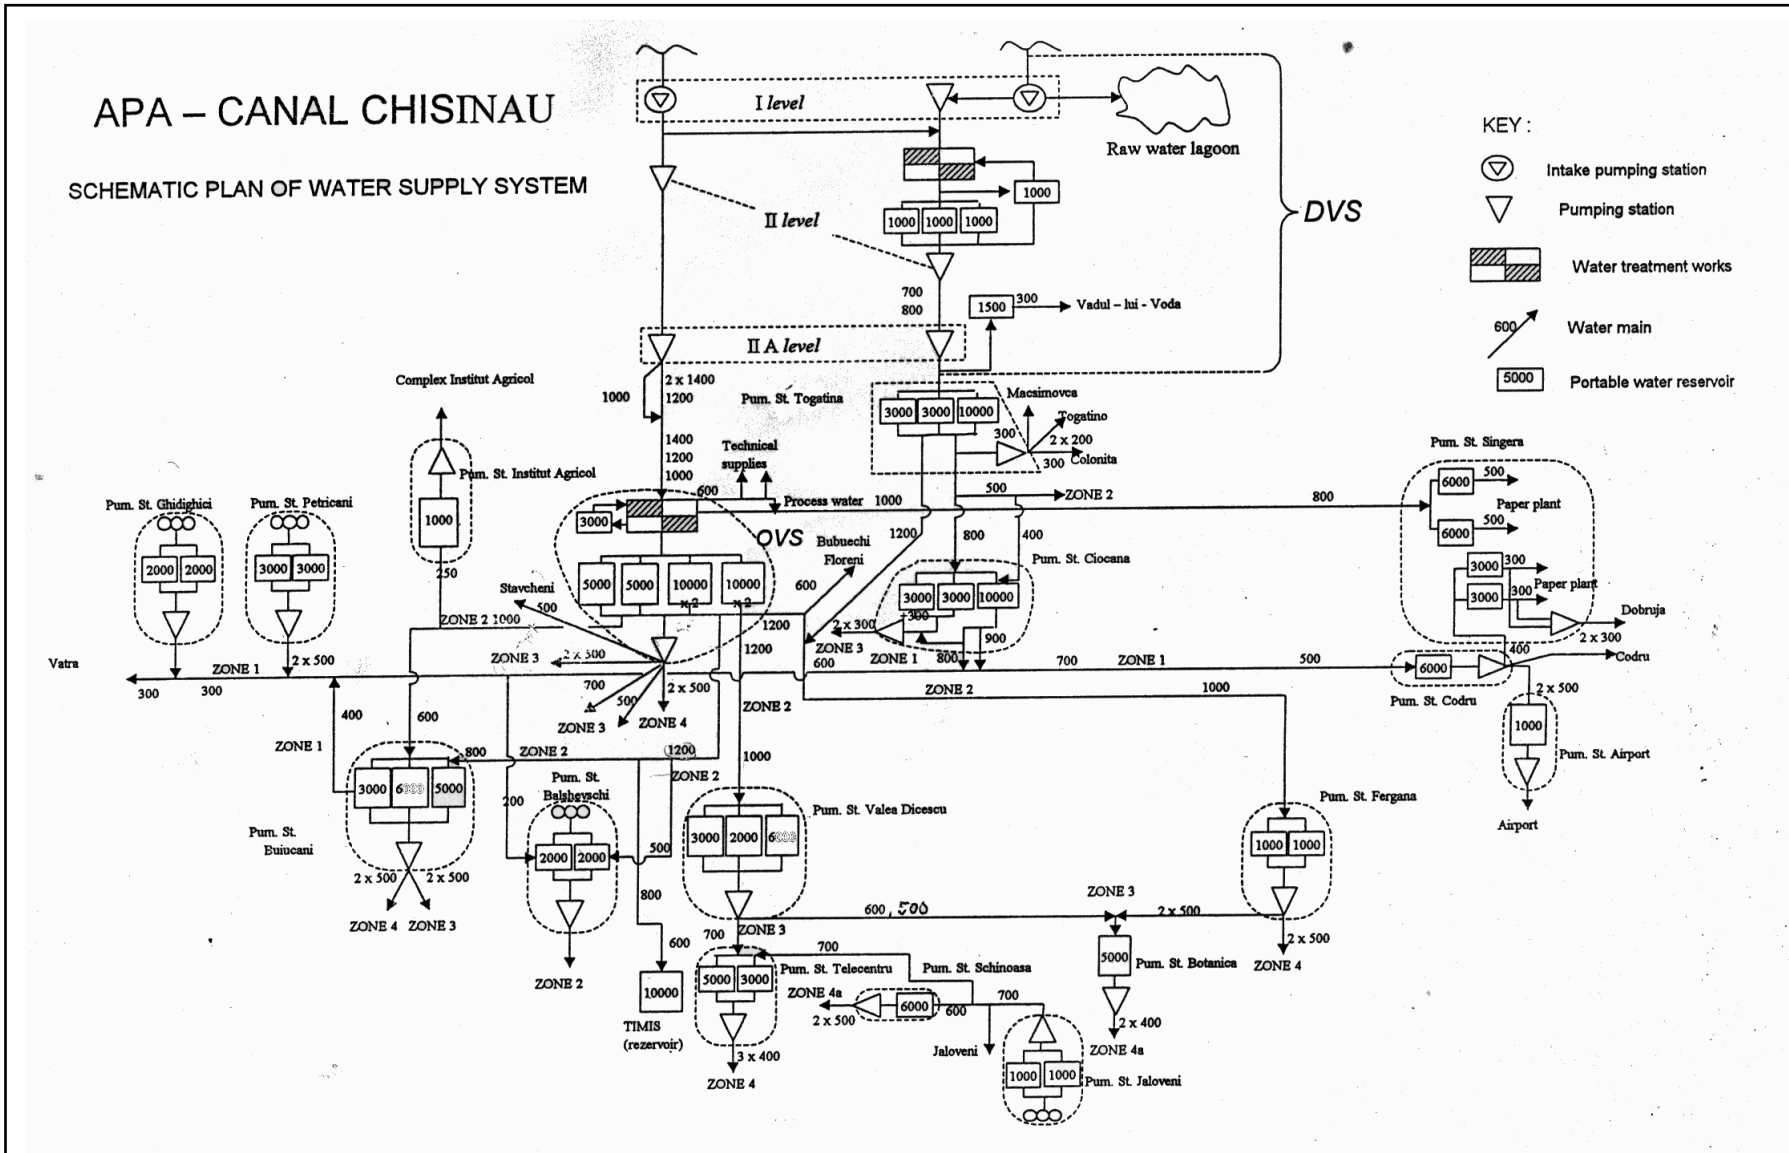 APA – CANAL CHISINAU
SCHEMATIC PLAN OF WATER SUPPLY SYSTEM
I level
Raw water lagoon
KEY :
Intake pumping station
Pumping station
Water treatment works
600
Water main
5000
Portable water reservoir
DVS
1000
1000 1000 1000
II level
700
800
1500
300
Vadul – lui - Voda
II A level
Complex Institut Agricol
1000
2 x 1400
1200
Pum. St. Togatina
3000 3000 10000
Macsimovca
Togatino
300
2 x 200
300 Colonita
1400
1200
1000
Technical
supplies
600
Process water
1000
500
ZONE 2
800
Pum. St. Singera
6000
500
Paper plant
6000
500
3000
300
Paper plant
3000
300
Dobruja
2 x 300
400
Codru
Pum. St. Institut Agricol
1000
250
Pum. St. Ghidighici
2000 2000
Pum. St. Petricani
3000 3000
2 x 500
3000
OVS
5000 5000 10000 x 2 10000 x 2
Bubuechi
Floreni
600
1200
800
400
Pum. St. Ciocana
3000 3000 10000
300
2 x 300
900
800
ZONE 3
ZONE 1
600
Stavcheni
500
ZONE 2 1000
1200
1200
Vatra
300
300
ZONE 1
ZONE 3
2 x 500
700
500
2 x 500
ZONE 3
ZONE 4
ZONE 2
700
ZONE 1
500
6000
Pum. St. Codru
2 x 500
1000
Pum. St. Airport
Airport
ZONE 2
1000
400
600
ZONE 1
800
ZONE 2
1200
ZONE 2
1000
3000
5000
Pum. St.
Buiucani
2 x 500
2 x 500
ZONE 4
ZONE 3
200
Pum. St.
Balshevschi
2000 2000
500
ZONE 2
800
600
10000
TIMIS
(rezervoir)
Pum. St. Valea Dicescu
3000 2000
600, 500
ZONE 3
700
ZONE 3
2 x 500
Pum. St. Fergana
1000 1000
2 x 500
ZONE 4
5000
Pum. St. Botanica
2 x 400
ZONE 4a
5000 3000
Pum. St. Telecentru
3 x 400
ZONE 4
700
Pum. St. Schinoasa
ZONE 4a
2 x 500
6000
600
700
Jaloveni
1000 1000
Pum. St. Jaloveni